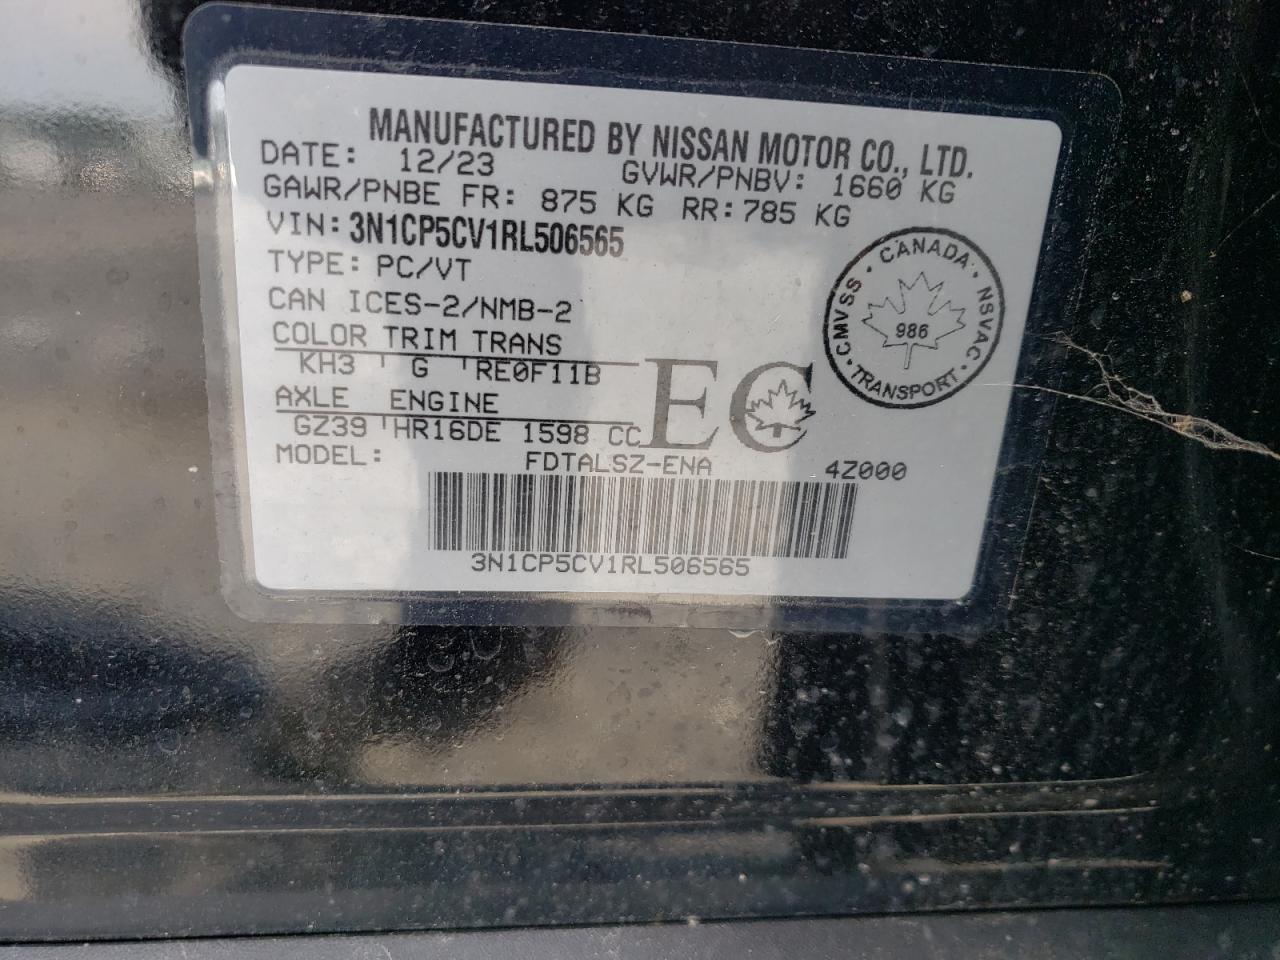 MANUFACTURED BY NISSAN MOTOR CO., LTD.
DATE: 12/23 GVWR/PNBV: 1660 KG
GAWR/PNBE FR: 875 KG RR: 785 KG
VIN: 3N1CP5CV1RL506565
TYPE: PC/VT
CAN ICES-2/NMB-2
COLOR TRIM TRANS
KH3 G RE0F11B
AXLE ENGINE
GZ39 HR16DE 1598 CC
EC
MODEL: FDTALSZ-ENA 4Z000
3N1CP5CV1RL506565
CMVSS · CANADA · NSVAC · TRANSPORT ·
986